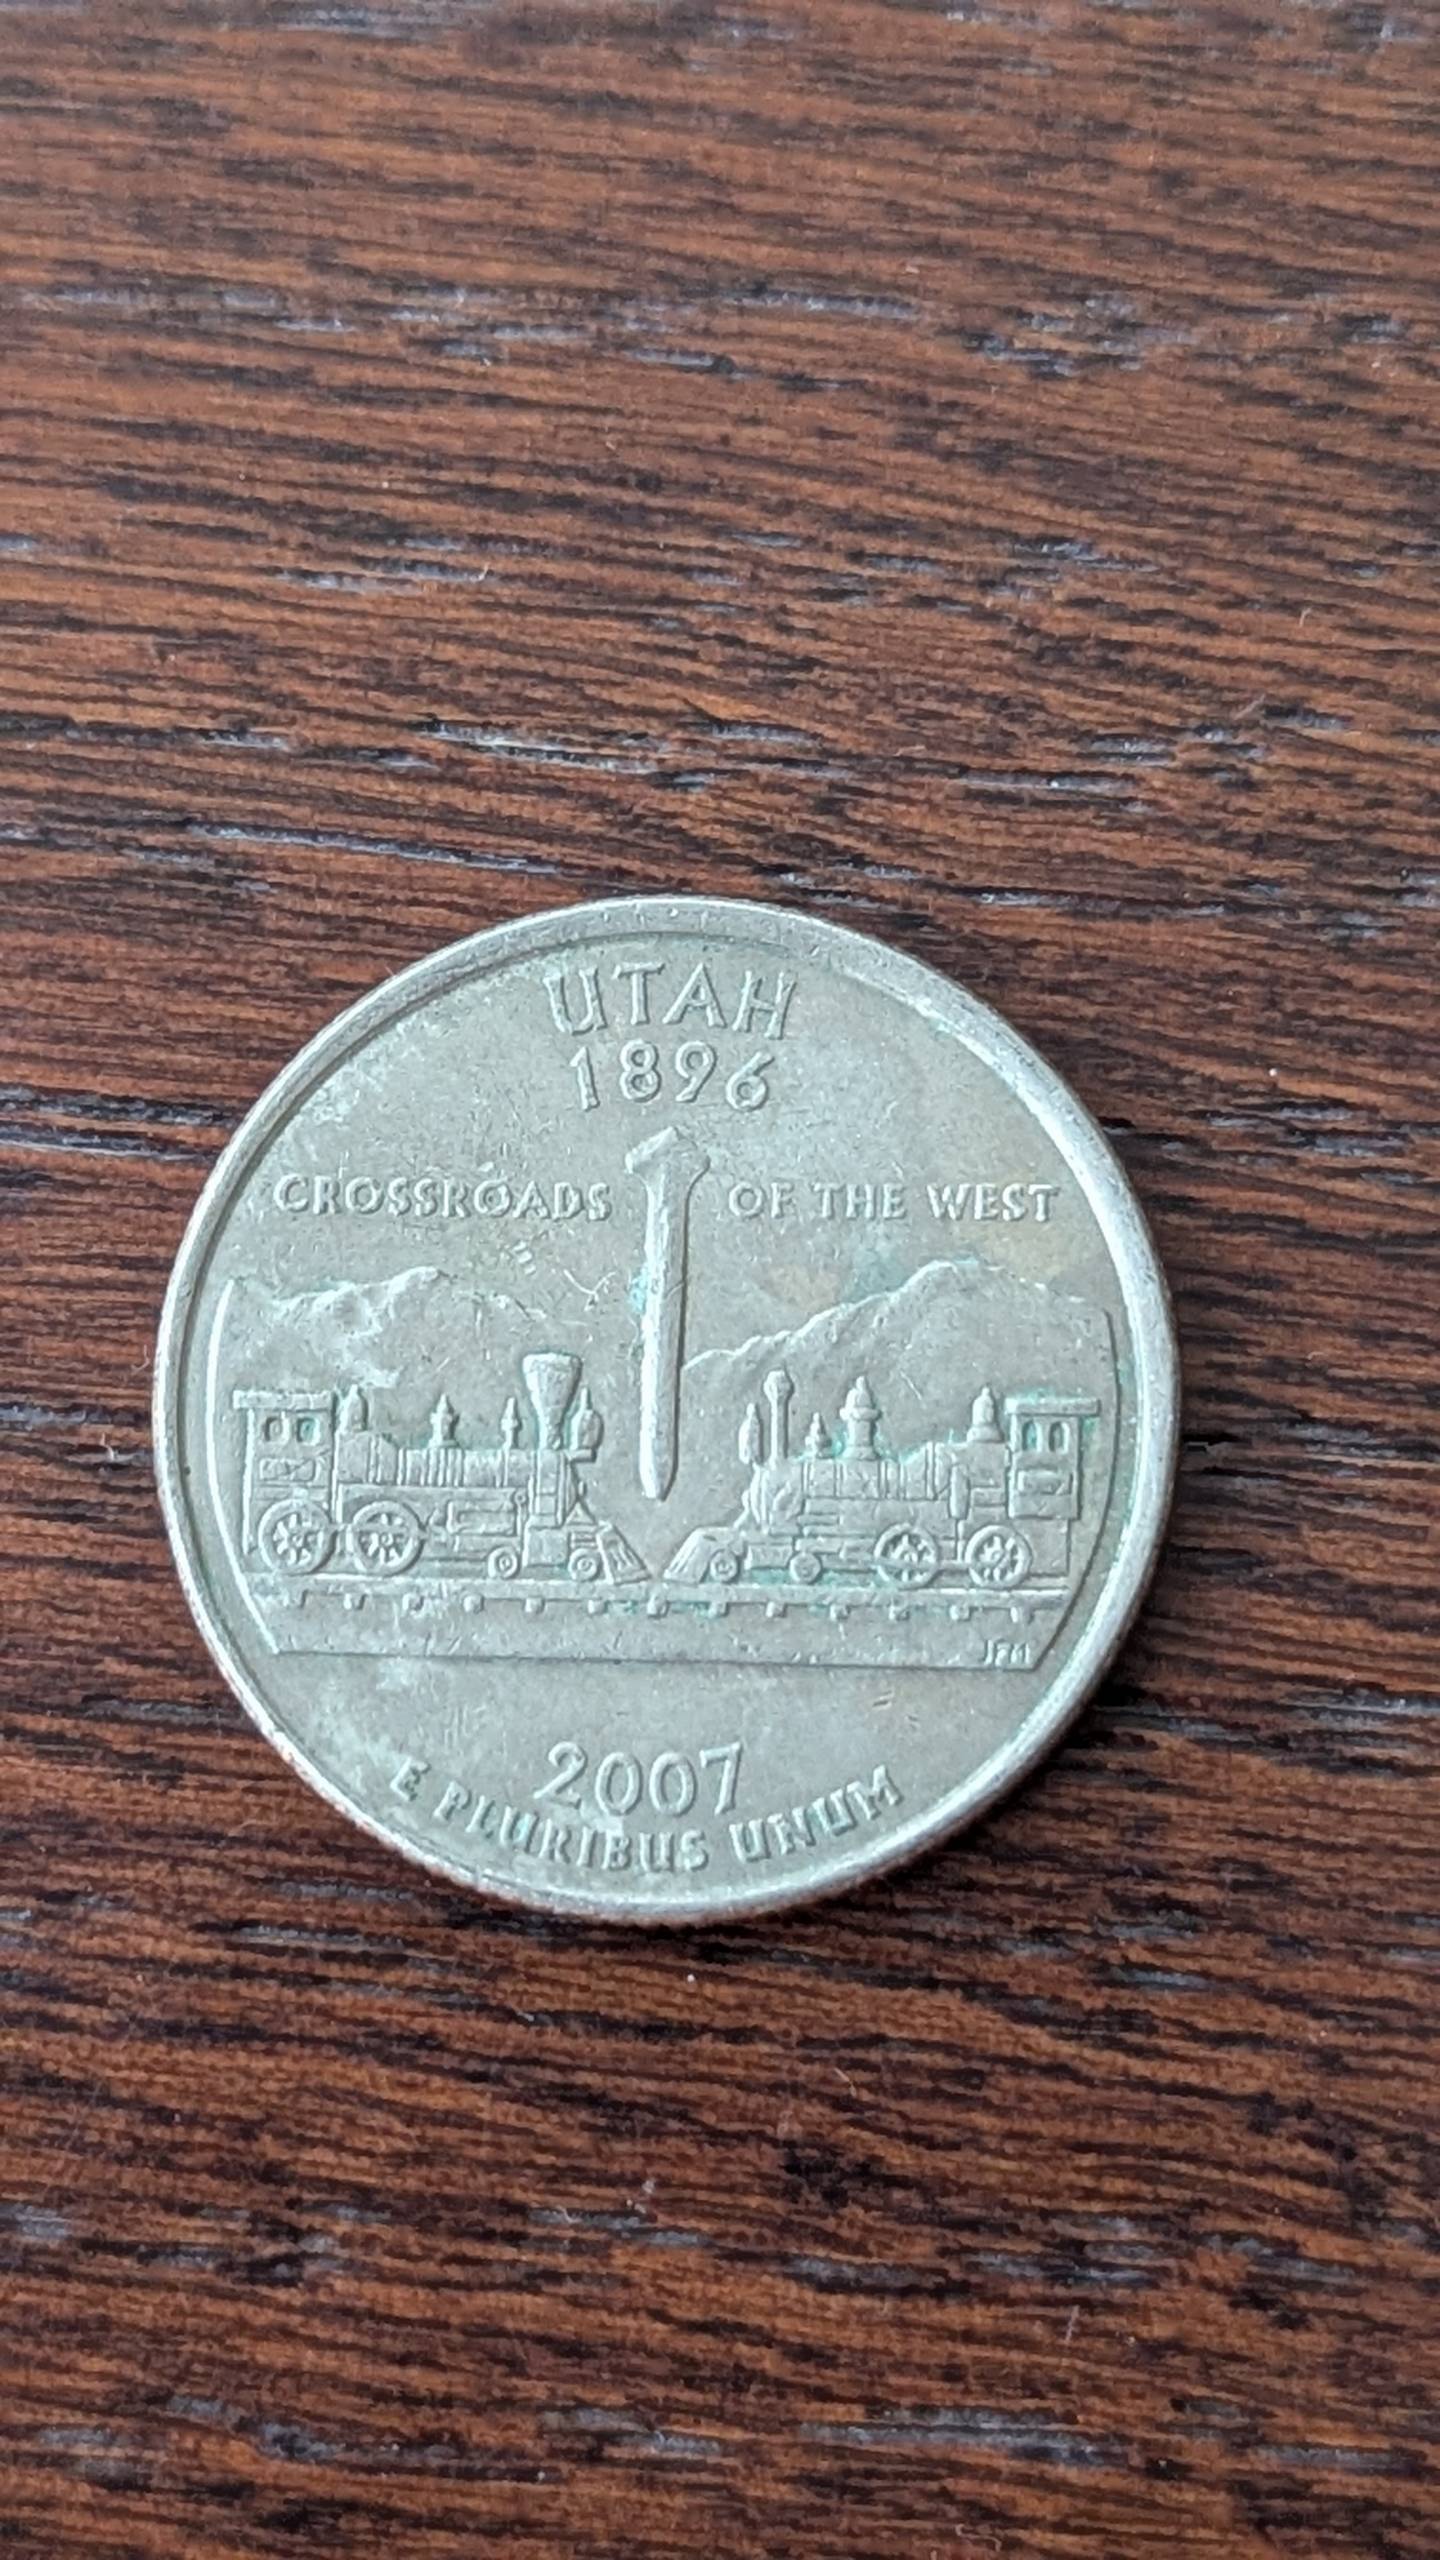 UTAH
1896
CROSSROADS OF THE WEST
JFM
2007
E PLURIBUS UNUM